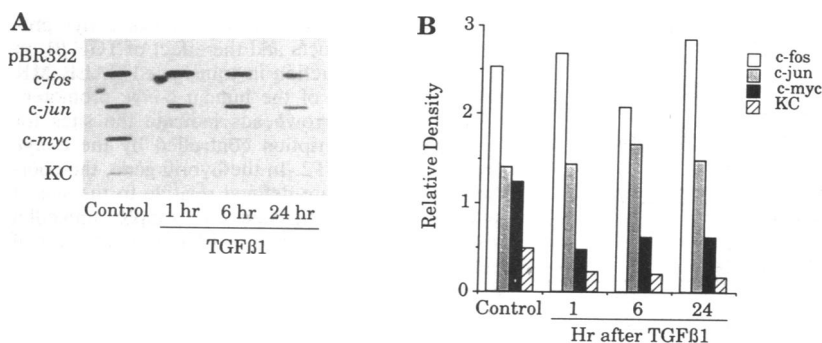 A
pBR322
c-fos
c-jun
c-myc
KC
Control 1 hr 6 hr 24 hr
TGFß1
B
Relative Density
3
2
1
0
Control 1 6 24
Hr after TGFß1
c-fos
c-jun
c-myc
KC